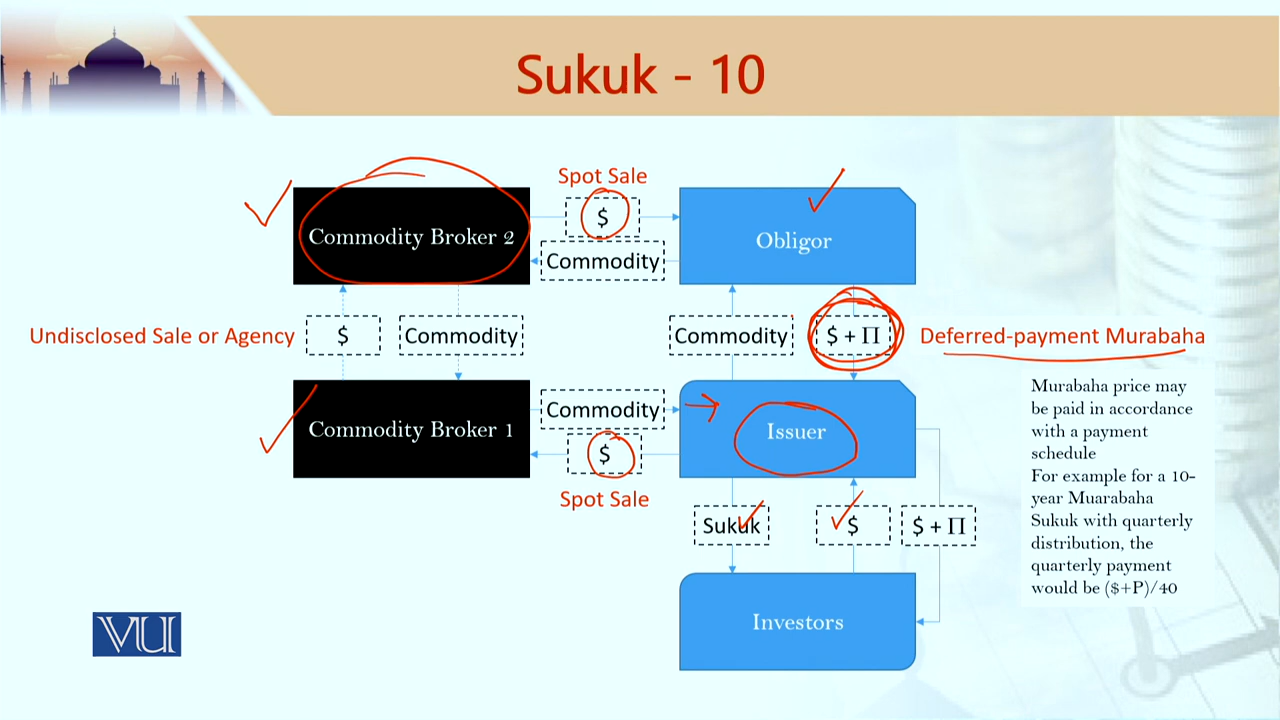 Sukuk - 10
Spot Sale
Commodity Broker 2
$
Obligor
Commodity
Undisclosed Sale or Agency
$
Commodity
Commodity
$ + Π
Deferred-payment Murabaha
Commodity Broker 1
Commodity
$
Spot Sale
Issuer
Murabaha price may
be paid in accordance
with a payment
schedule
For example for a 10-
year Muarabaha
Sukuk with quarterly
distribution, the
quarterly payment
would be ($+P)/40
Sukuk
$
$ + Π
Investors
VU